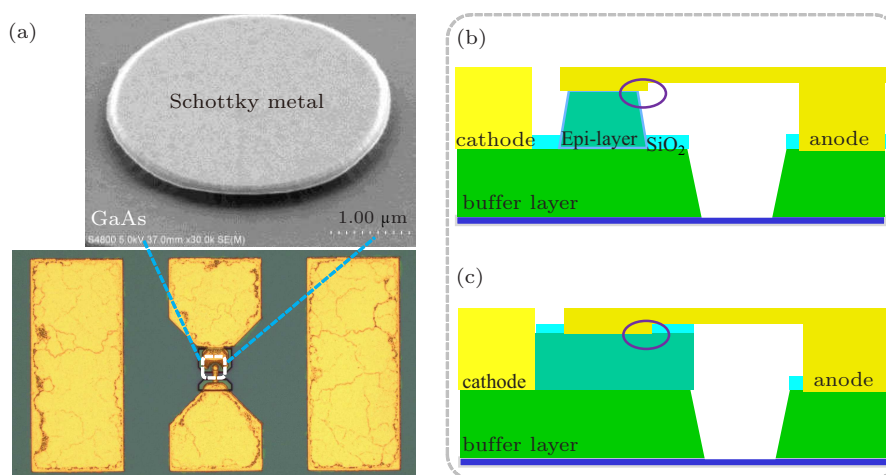 (a)
Schottky metal
GaAs
1.00 µm
S4800 5.0kV 37.0mm x30.0k SE(M)
(b)
cathode
Epi-layer
SiO₂
anode
buffer layer
(c)
cathode
anode
buffer layer